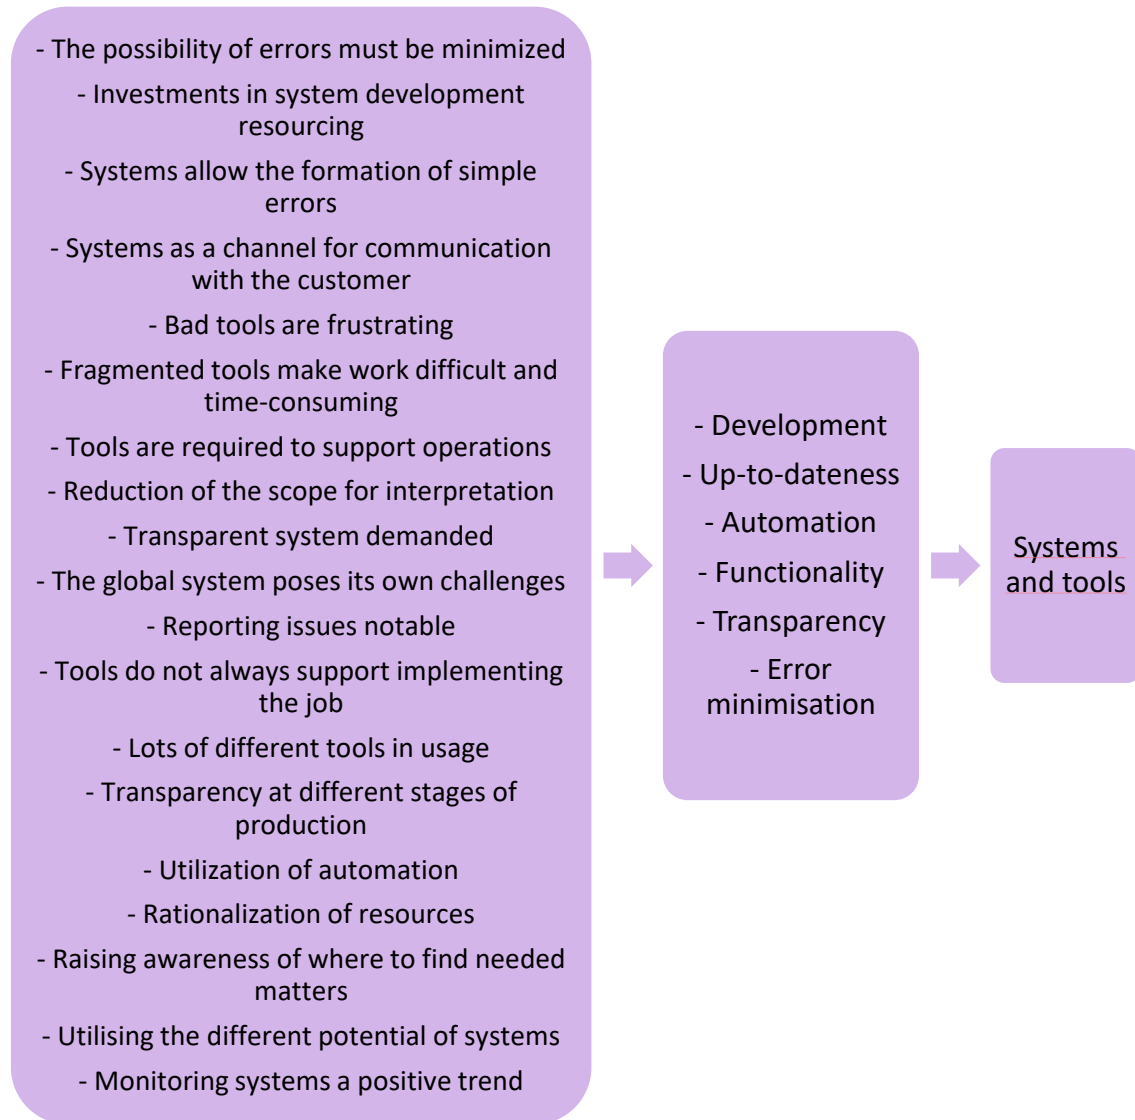 - The possibility of errors must be minimized
- Investments in system development
resourcing
- Systems allow the formation of simple
errors
- Systems as a channel for communication
with the customer
- Bad tools are frustrating
- Fragmented tools make work difficult and
time-consuming
- Tools are required to support operations
- Reduction of the scope for interpretation
- Transparent system demanded
- The global system poses its own challenges
- Reporting issues notable
- Tools do not always support implementing
the job
- Lots of different tools in usage
- Transparency at different stages of
production
- Utilization of automation
- Rationalization of resources
- Raising awareness of where to find needed
matters
- Utilising the different potential of systems
- Monitoring systems a positive trend
- Development
- Up-to-dateness
- Automation
- Functionality
- Transparency
- Error
minimisation
Systems
and tools